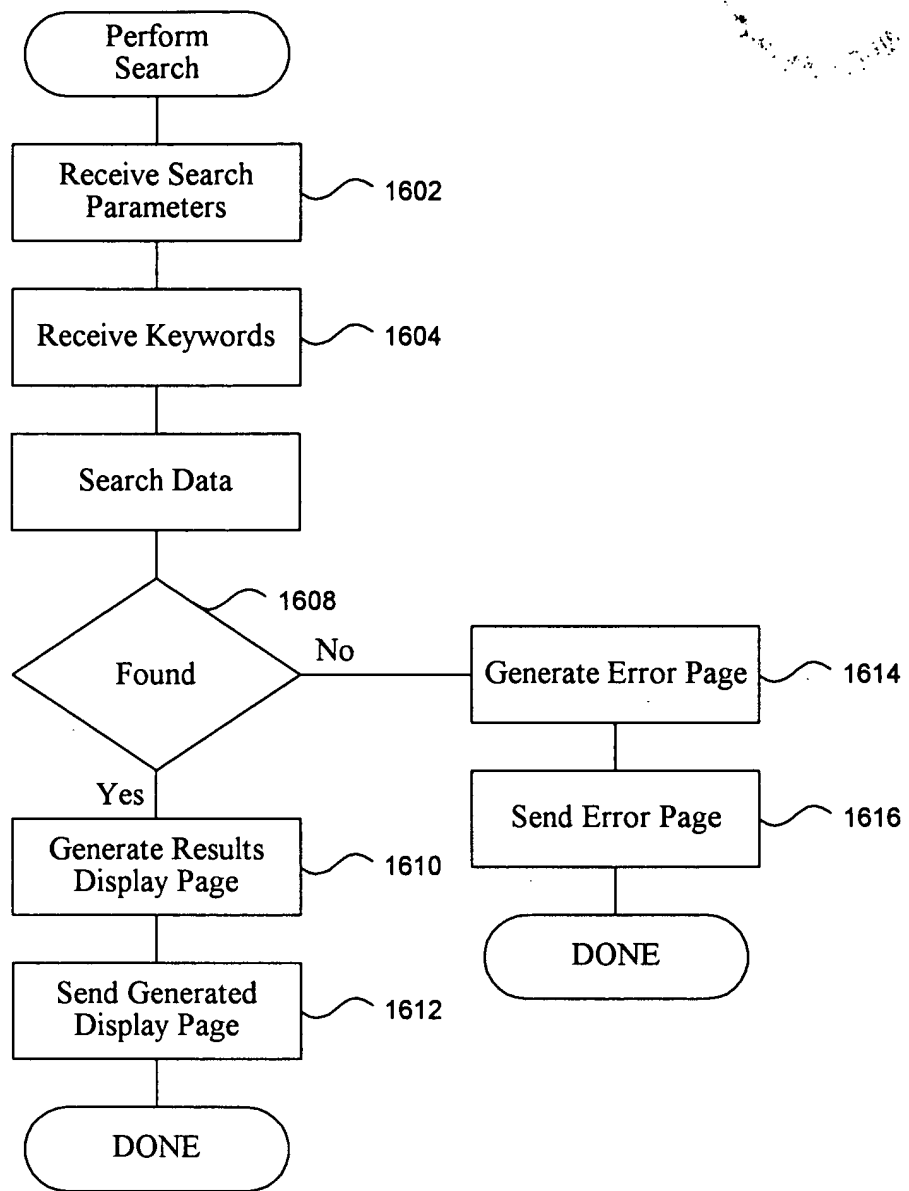 Perform
Search
Receive Search
Parameters
1602
Receive Keywords
1604
Search Data
1608
Found
No
Generate Error Page
1614
Yes
Send Error Page
1616
Generate Results
Display Page
1610
DONE
Send Generated
Display Page
1612
DONE